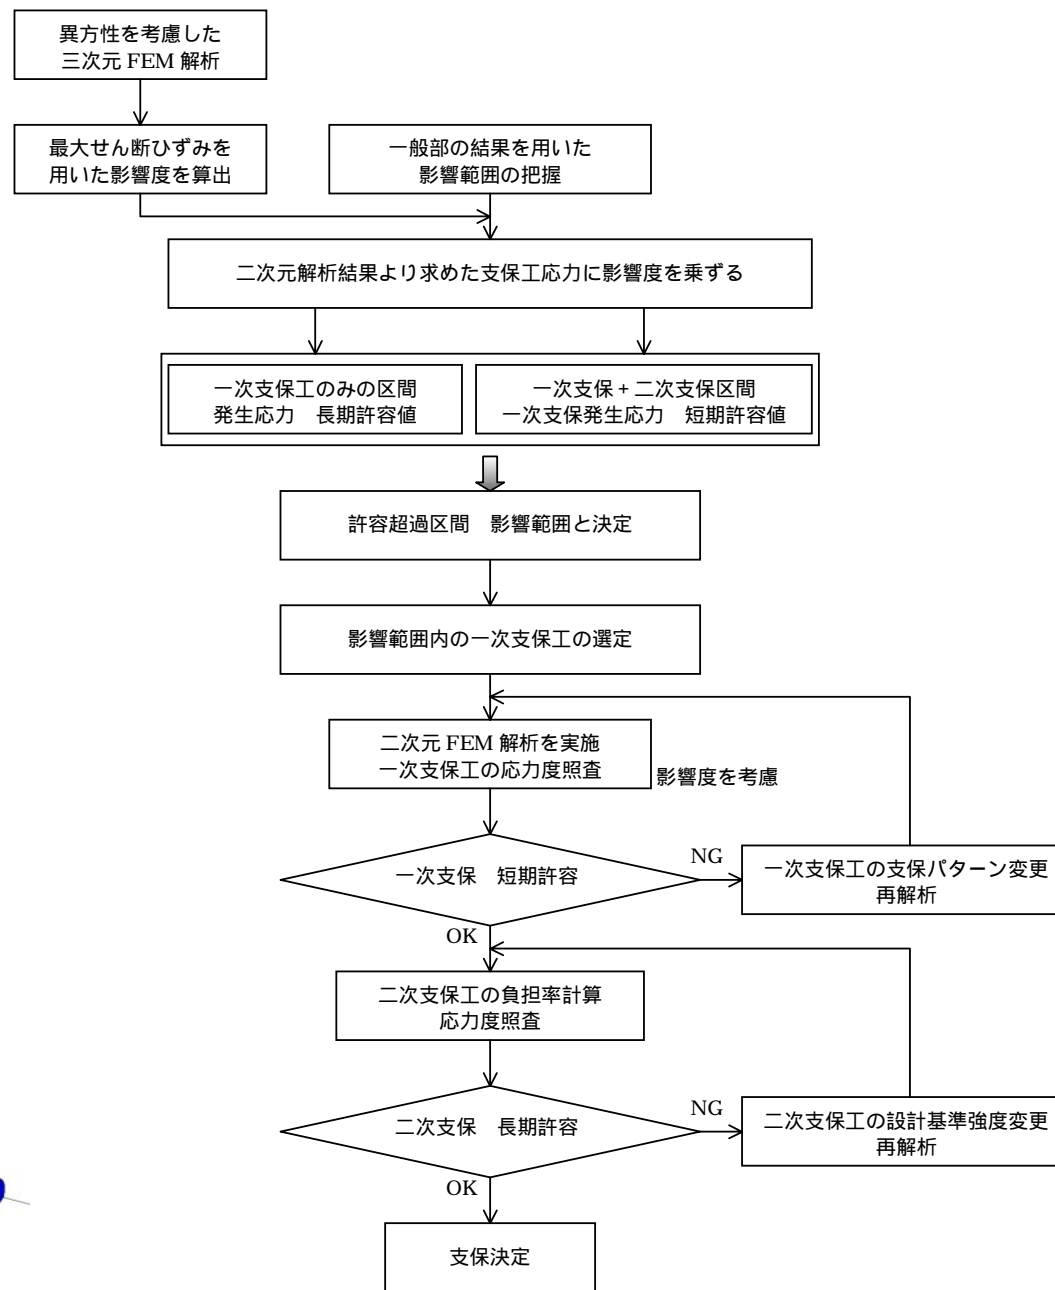 異方性を考慮した
三次元 FEM 解析
最大せん断ひずみを
用いた影響度を算出
一般部の結果を用いた
影響範囲の把握
二次元解析結果より求めた支保工応力に影響度を乗ずる
一次支保工のみの区間
発生応力　長期許容値
一次支保 + 二次支保区間
一次支保発生応力　短期許容値
許容超過区間　影響範囲と決定
影響範囲内の一次支保工の選定
二次元 FEM 解析を実施
一次支保工の応力度照査
影響度を考慮
一次支保　短期許容
NG
一次支保工の支保パターン変更
再解析
OK
二次支保工の負担率計算
応力度照査
二次支保　長期許容
NG
二次支保工の設計基準強度変更
再解析
OK
支保決定